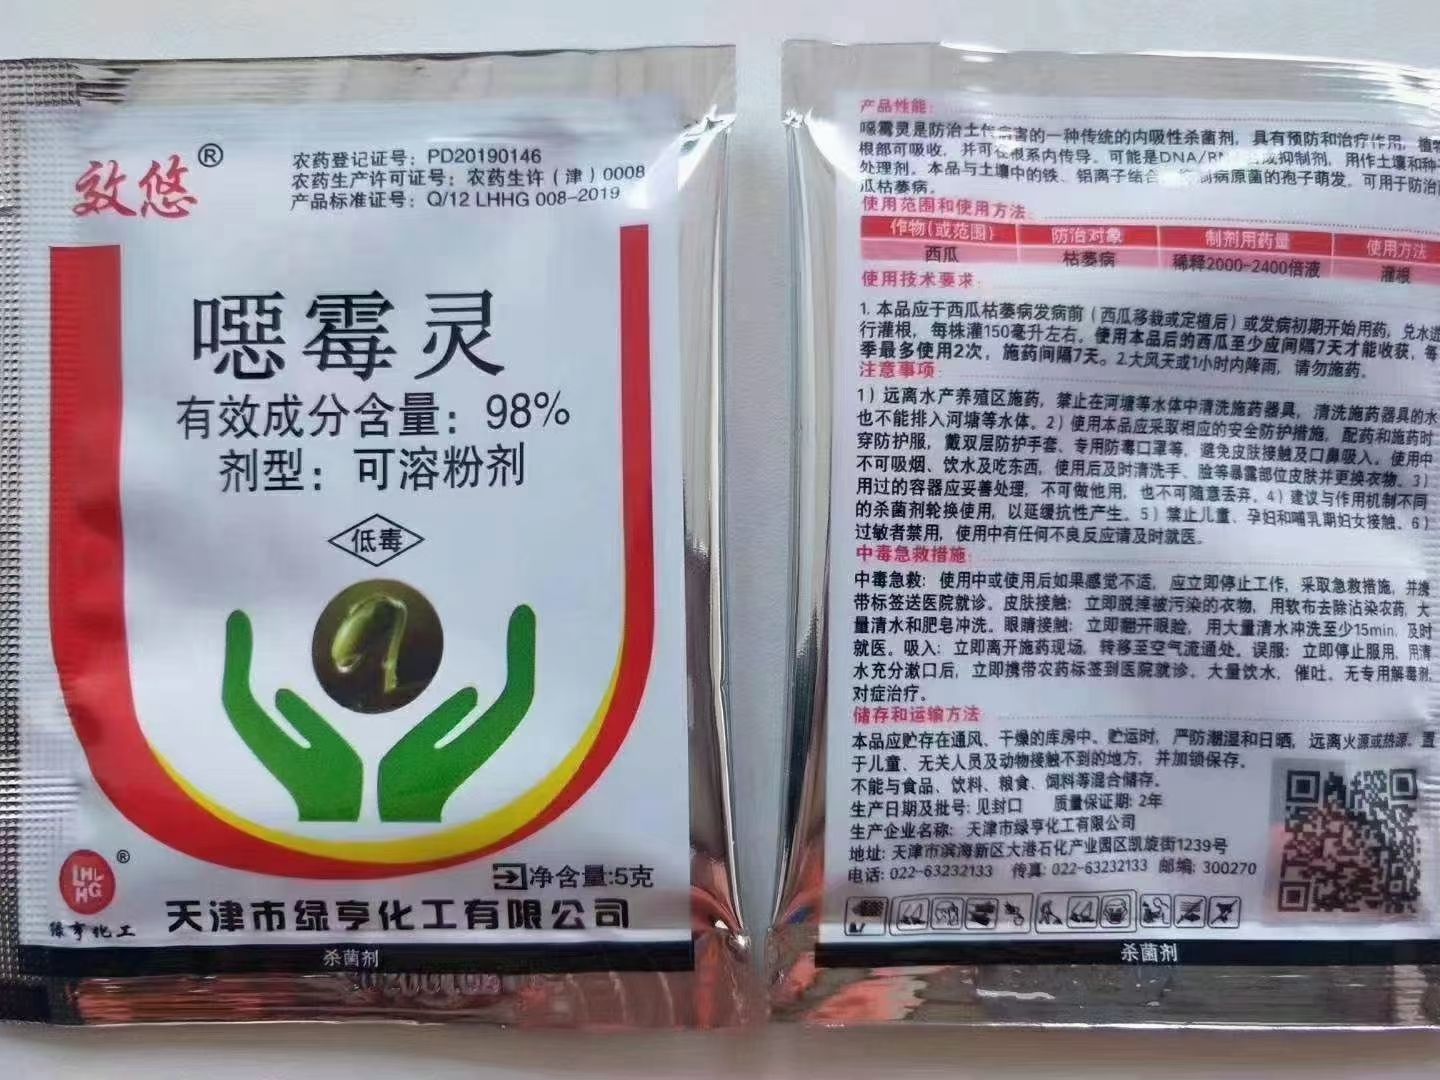 效悠®
农药登记证号：PD20190146
农药生产许可证号：农药生许（津）0008
产品标准证号：Q/12 LHHG 008-2019
噁霉灵
有效成分含量：98%
剂型：可溶粉剂
低毒
净含量:5克
LHL
HG
®
绿亨化工
天津市绿亨化工有限公司
杀菌剂
产品性能：
噁霉灵是防治土传病害的一种传统的内吸性杀菌剂，具有预防和治疗作用，植物
根部可吸收，并可在根系内传导。可能是DNA/RNA合成抑制剂，用作土壤和种子
处理剂。本品与土壤中的铁、铝离子结合，抑制病原菌的孢子萌发。可用于防治西
瓜枯萎病。
使用范围和使用方法：
作物(或范围) 防治对象 制剂用药量 使用方法
西瓜 枯萎病 稀释2000-2400倍液 灌根
使用技术要求：
1. 本品应于西瓜枯萎病发病前（西瓜移栽或定植后）或发病初期开始用药，兑水进
行灌根，每株灌150毫升左右。使用本品后的西瓜至少应间隔7天才能收获，每
季最多使用2次，施药间隔7天。2.大风天或1小时内降雨，请勿施药。
注意事项：
1）远离水产养殖区施药，禁止在河塘等水体中清洗施药器具，清洗施药器具的水
也不能排入河塘等水体。2）使用本品应采取相应的安全防护措施，配药和施药时
穿防护服，戴双层防护手套、专用防毒口罩等，避免皮肤接触及口鼻吸入。使用中
不可吸烟、饮水及吃东西，使用后及时清洗手、脸等暴露部位皮肤并更换衣物。3）
用过的容器应妥善处理，不可做他用，也不可随意丢弃。4）建议与作用机制不同
的杀菌剂轮换使用，以延缓抗性产生。5）禁止儿童、孕妇和哺乳期妇女接触。6）
过敏者禁用，使用中有任何不良反应请及时就医。
中毒急救措施：
中毒急救：使用中或使用后如果感觉不适，应立即停止工作，采取急救措施，并携
带标签送医院就诊。皮肤接触：立即脱掉被污染的衣物，用软布去除沾染农药，大
量清水和肥皂冲洗。眼睛接触：立即翻开眼睑，用大量清水冲洗至少15min，及时
就医。吸入：立即离开施药现场，转移至空气流通处。误服：立即停止服用，用清
水充分漱口后，立即携带农药标签到医院就诊。大量饮水，催吐。无专用解毒剂，
对症治疗。
储存和运输方法
本品应贮存在通风、干燥的库房中、贮运时，严防潮湿和日晒，远离火源或热源。置
于儿童、无关人员及动物接触不到的地方，并加锁保存。
不能与食品、饮料、粮食、饲料等混合储存。
生产日期及批号: 见封口 质量保证期: 2年
生产企业名称: 天津市绿亨化工有限公司
地址: 天津市滨海新区大港石化产业园区凯旋街1239号
电话: 022-63232133 传真: 022-63232133 邮编: 300270
杀菌剂